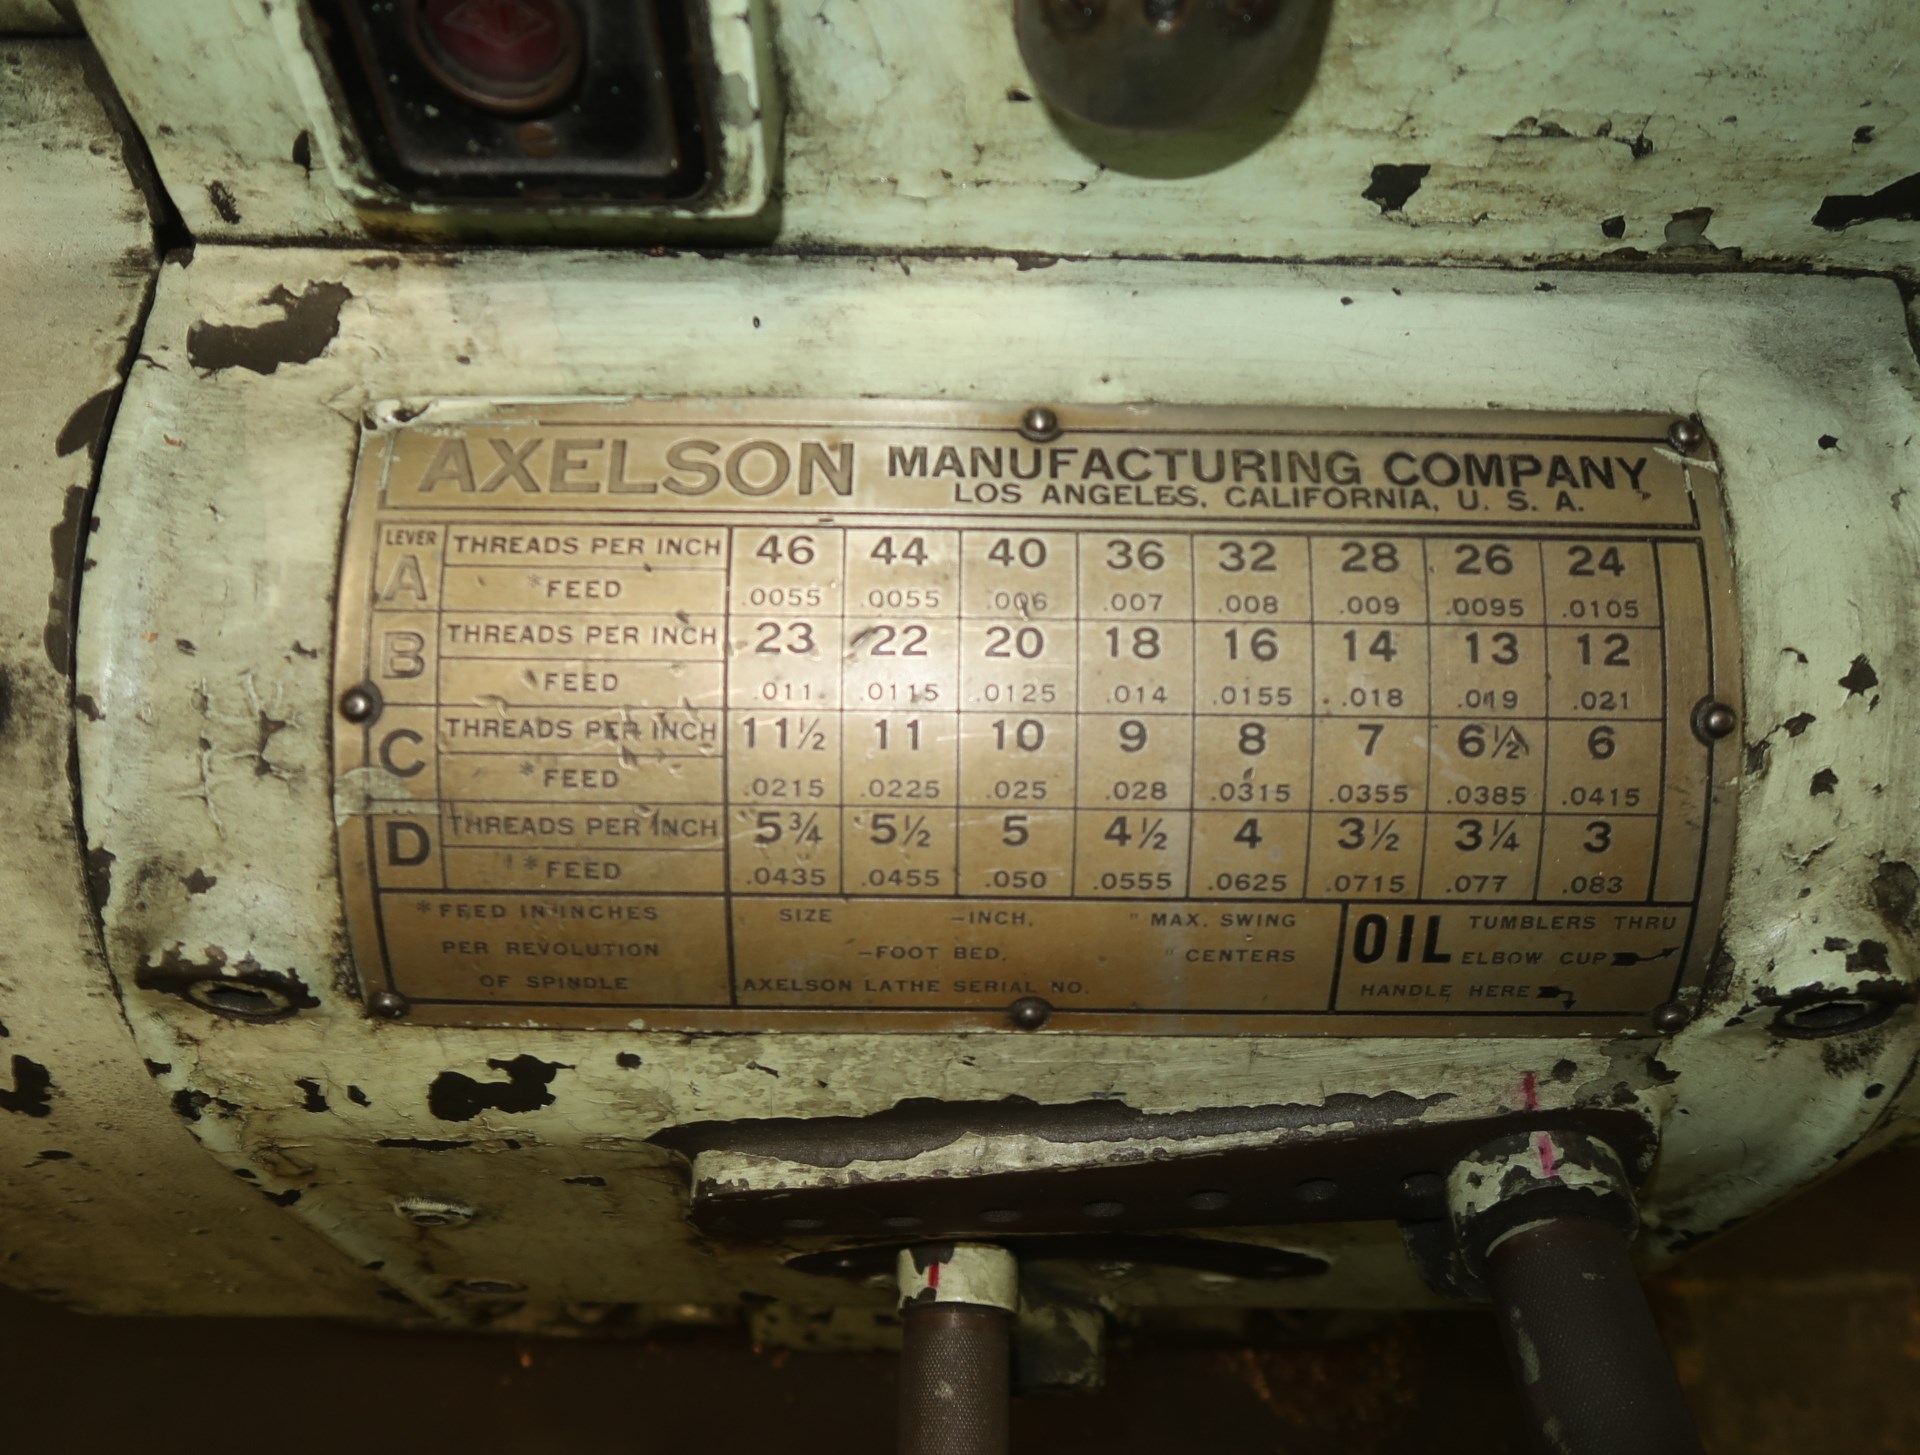 AXELSON MANUFACTURING COMPANY
LOS ANGELES, CALIFORNIA, U. S. A.
LEVER A THREADS PER INCH 46 44 40 36 32 28 26 24
*FEED .0055 .0055 .006 .007 .008 .009 .0095 .0105
B THREADS PER INCH 23 22 20 18 16 14 13 12
*FEED .011 .0115 .0125 .014 .0155 .018 .019 .021
C THREADS PER INCH 11½ 11 10 9 8 7 6½ 6
*FEED .0215 .0225 .025 .028 .0315 .0355 .0385 .0415
D THREADS PER INCH 5¾ 5½ 5 4½ 4 3½ 3¼ 3
*FEED .0435 .0455 .050 .0555 .0625 .0715 .077 .083
*FEED IN INCHES
PER REVOLUTION
OF SPINDLE
SIZE -INCH, " MAX. SWING
-FOOT BED, " CENTERS
AXELSON LATHE SERIAL NO.
OIL TUMBLERS THRU
ELBOW CUP
HANDLE HERE